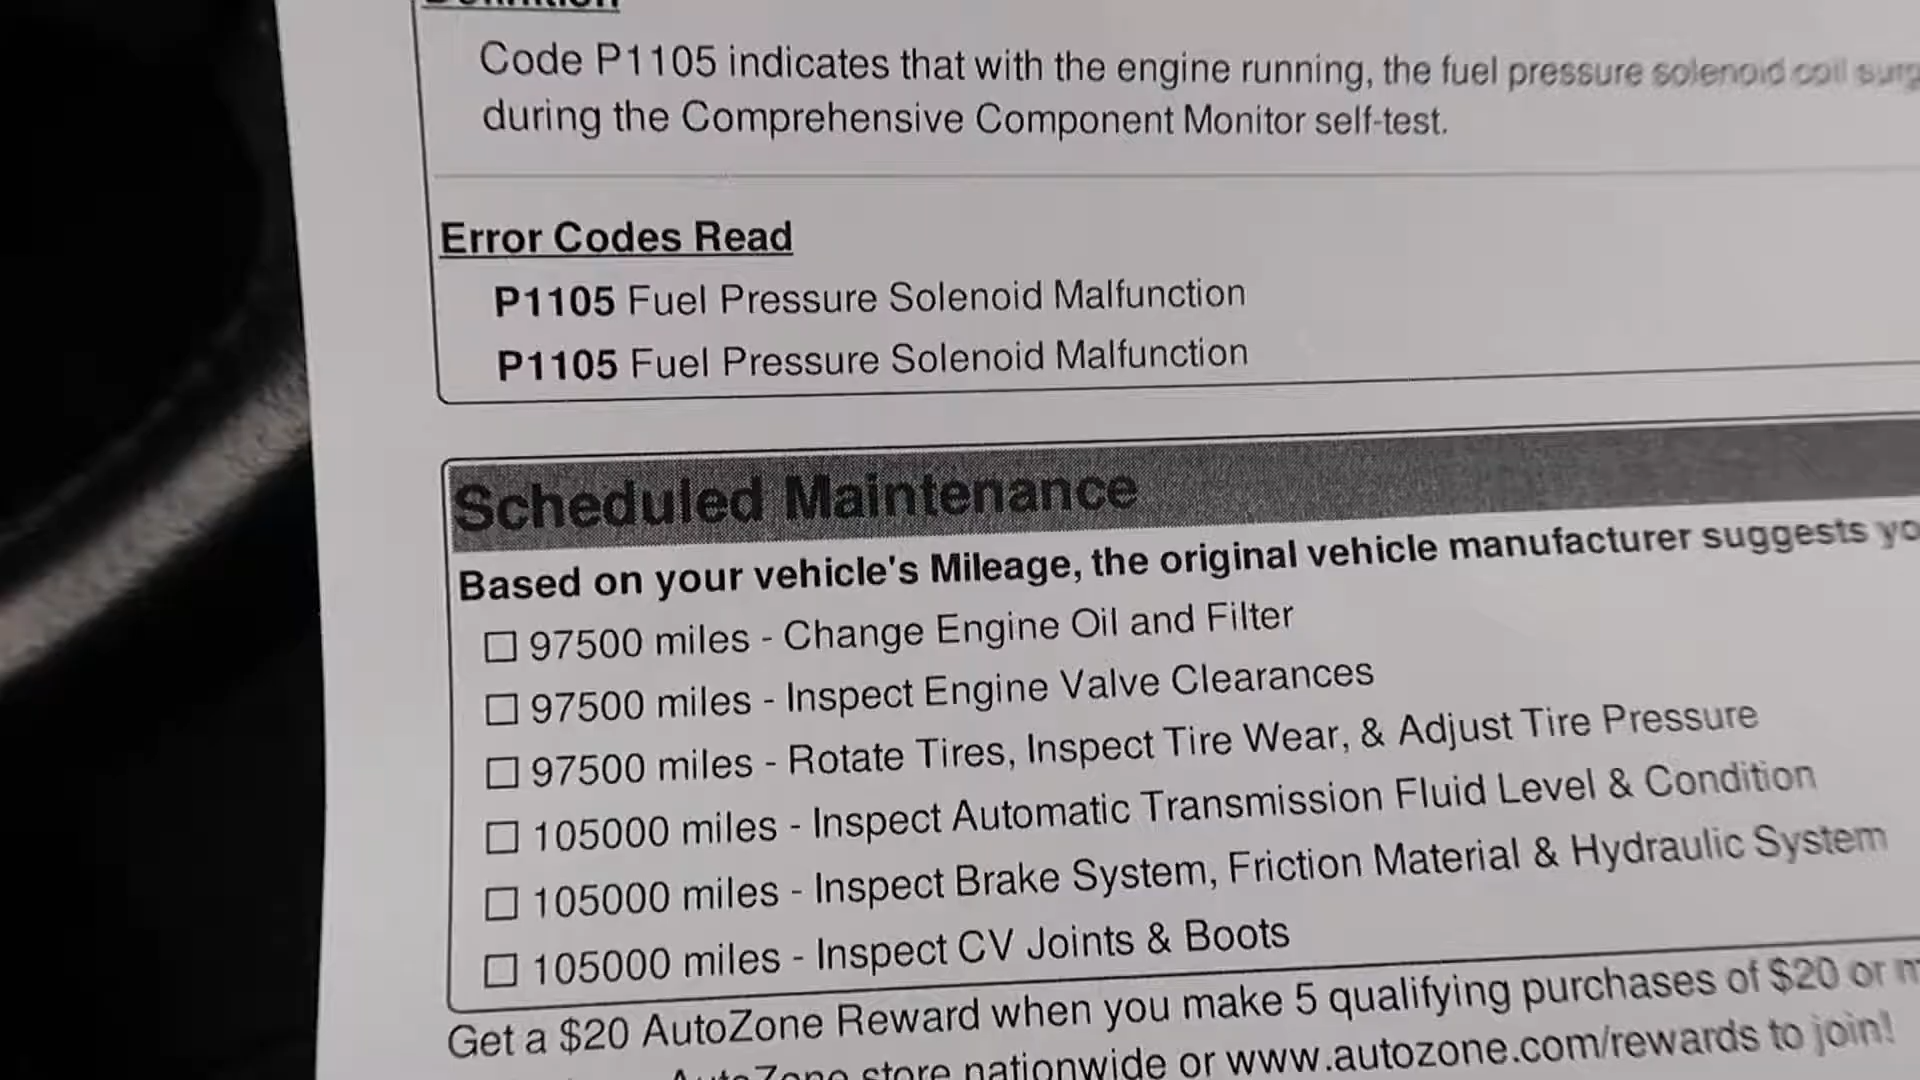 Definition
Code P1105 indicates that with the engine running, the fuel pressure solenoid coil
during the Comprehensive Component Monitor self-test.
Error Codes Read
P1105 Fuel Pressure Solenoid Malfunction
P1105 Fuel Pressure Solenoid Malfunction
Scheduled Maintenance
Based on your vehicle's Mileage, the original vehicle manufacturer suggests
97500 miles - Change Engine Oil and Filter
97500 miles - Inspect Engine Valve Clearances
97500 miles - Rotate Tires, Inspect Tire Wear, & Adjust Tire Pressure
105000 miles - Inspect Automatic Transmission Fluid Level & Condition
105000 miles - Inspect Brake System, Friction Material & Hydraulic System
105000 miles - Inspect CV Joints & Boots
Get a $20 AutoZone Reward when you make 5 qualifying purchases of $20 or
AutoZone store nationwide or www.autozone.com/rewards to join!